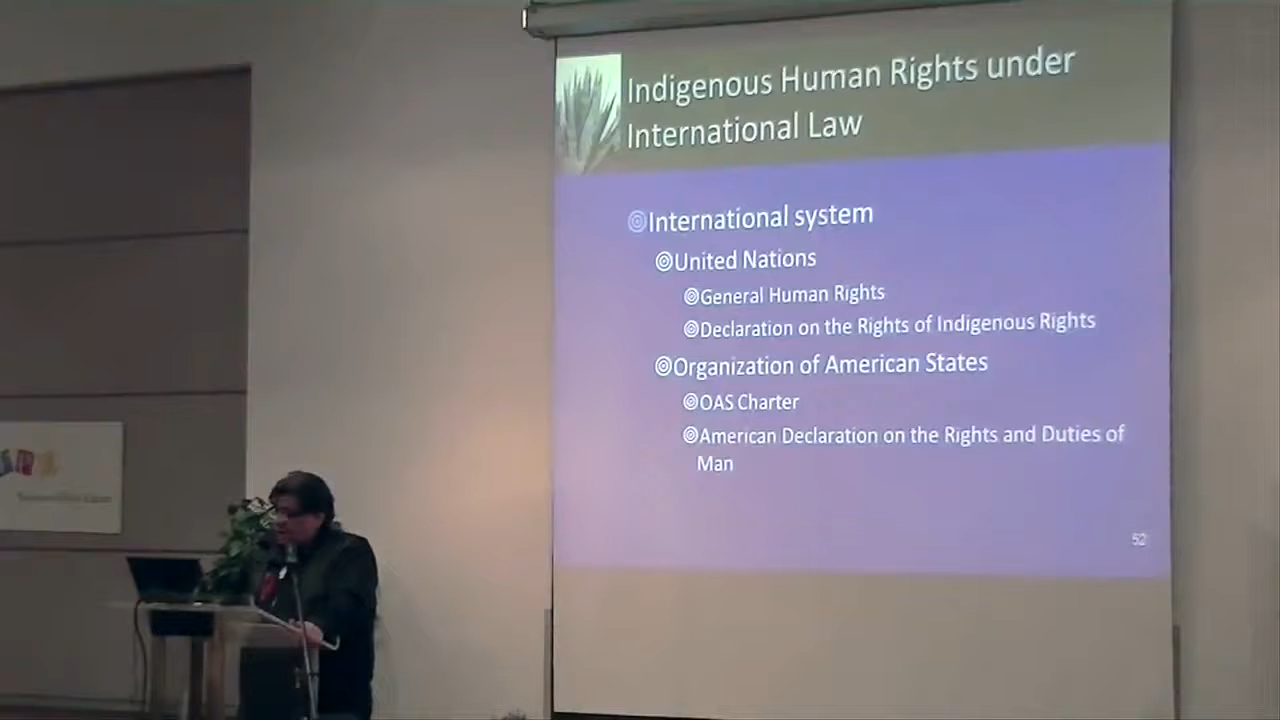 Indigenous Human Rights under
International Law
International system
United Nations
General Human Rights
Declaration on the Rights of Indigenous Rights
Organization of American States
OAS Charter
American Declaration on the Rights and Duties of
Man
52